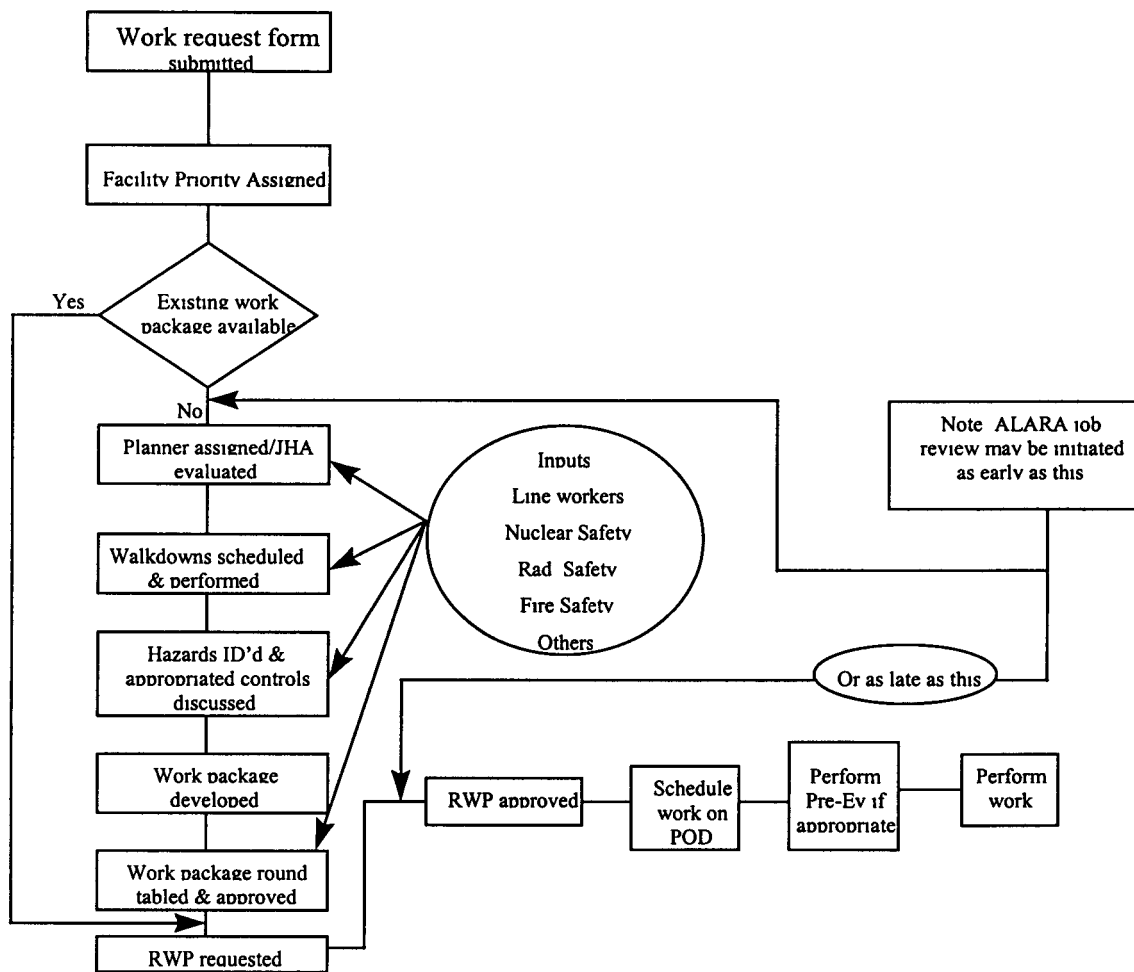 Work request form
submitted
Facility Priority Assigned
Yes
Existing work
package available
No
Planner assigned/JHA
evaluated
Walkdowns scheduled
& performed
Hazards ID'd &
appropriated controls
discussed
Work package
developed
Work package round
tabled & approved
RWP requested
Inputs
Line workers
Nuclear Safety
Rad Safety
Fire Safety
Others
Note ALARA job
review may be initiated
as early as this
Or as late as this
RWP approved
Schedule
work on
POD
Perform
Pre-Ev if
appropriate
Perform
work